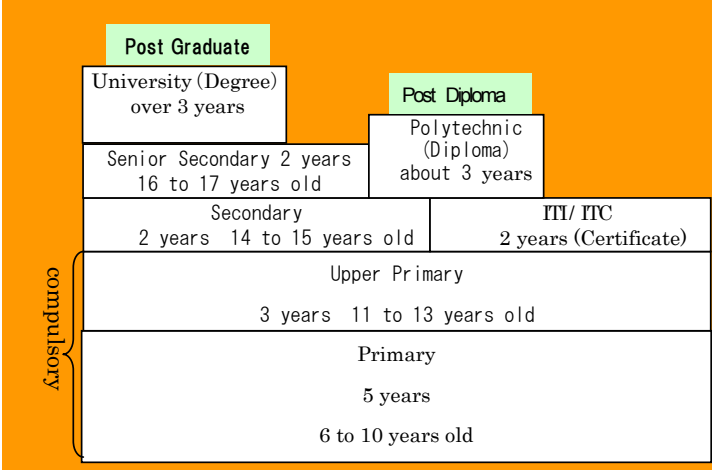 Post Graduate
University (Degree)
over 3 years
Post Diploma
Polytechnic
(Diploma)
about 3 years
Senior Secondary 2 years
16 to 17 years old
Secondary
2 years 14 to 15 years old
ITI/ ITC
2 years (Certificate)
Upper Primary
3 years 11 to 13 years old
compulsory
Primary
5 years
6 to 10 years old